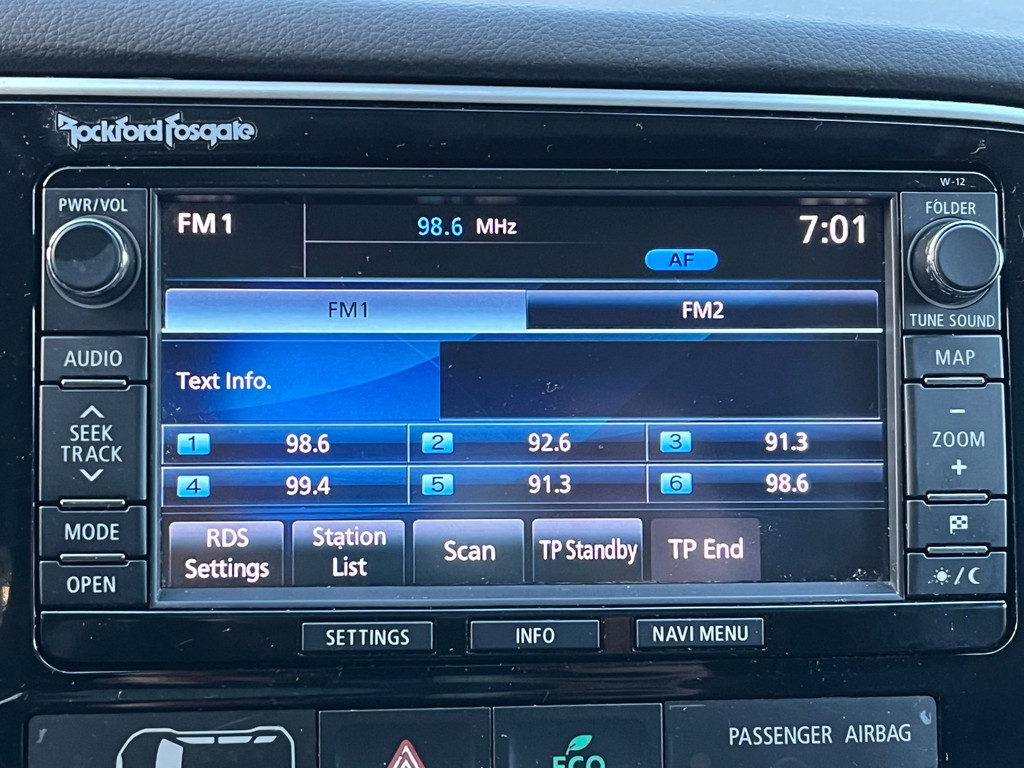 Rockford Fosgate
W-12
PWR/VOL
FM1
98.6 MHz
7:01
FOLDER
AF
FM1
FM2
TUNE SOUND
AUDIO
MAP
Text Info.
SEEK
TRACK
1 98.6
2 92.6
3 91.3
ZOOM
4 99.4
5 91.3
6 98.6
MODE
RDS
Settings
Station
List
Scan
TP Standby
TP End
OPEN
SETTINGS
INFO
NAVI MENU
PASSENGER AIRBAG
ECO